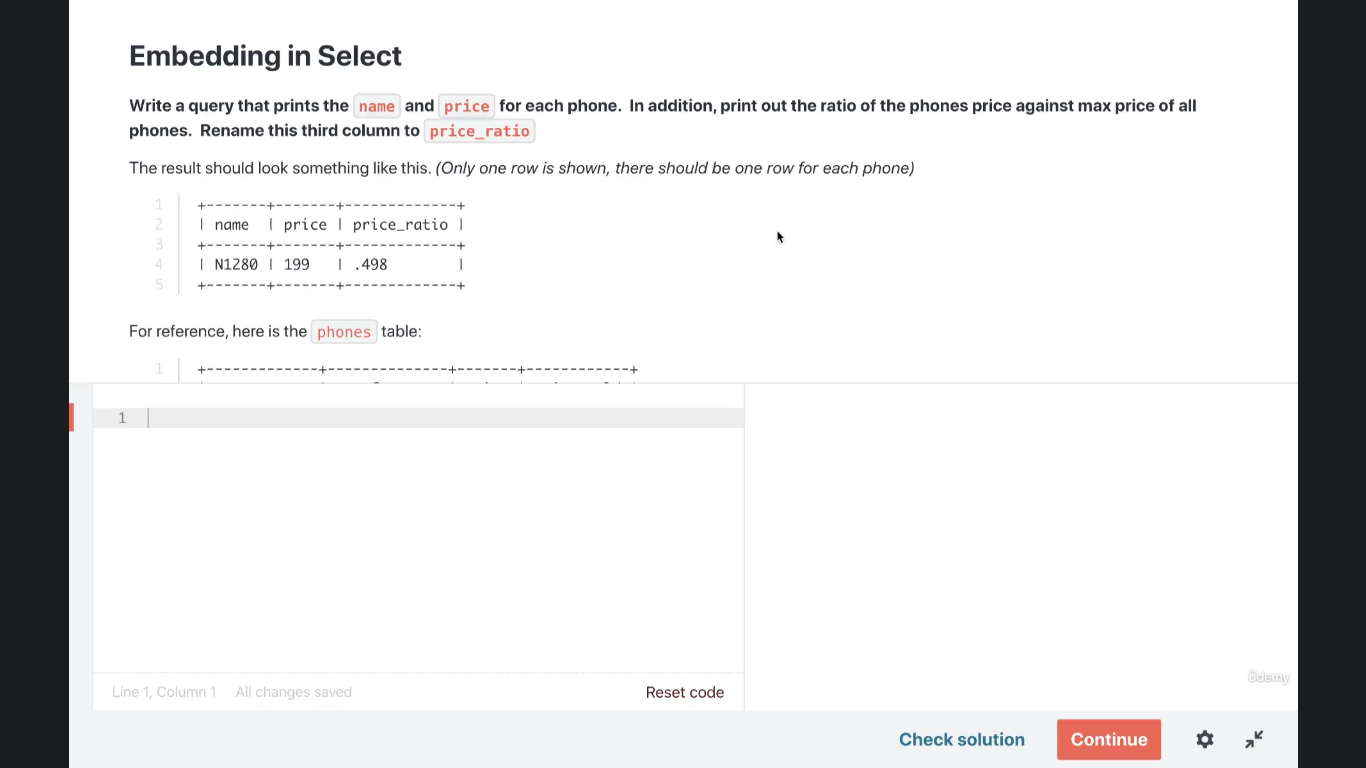 Embedding in Select
Write a query that prints the name and price for each phone. In addition, print out the ratio of the phones price against max price of all
phones. Rename this third column to price_ratio
The result should look something like this. (Only one row is shown, there should be one row for each phone)
1 +-------+-------+-------------+
2 | name | price | price_ratio |
3 +-------+-------+-------------+
4 | N1280 | 199 | .498 |
5 +-------+-------+-------------+
For reference, here is the phones table:
1 +-------------+--------------+-------+------------+
1
Line 1, Column 1 All changes saved Reset code
ûdemy
Check solution Continue